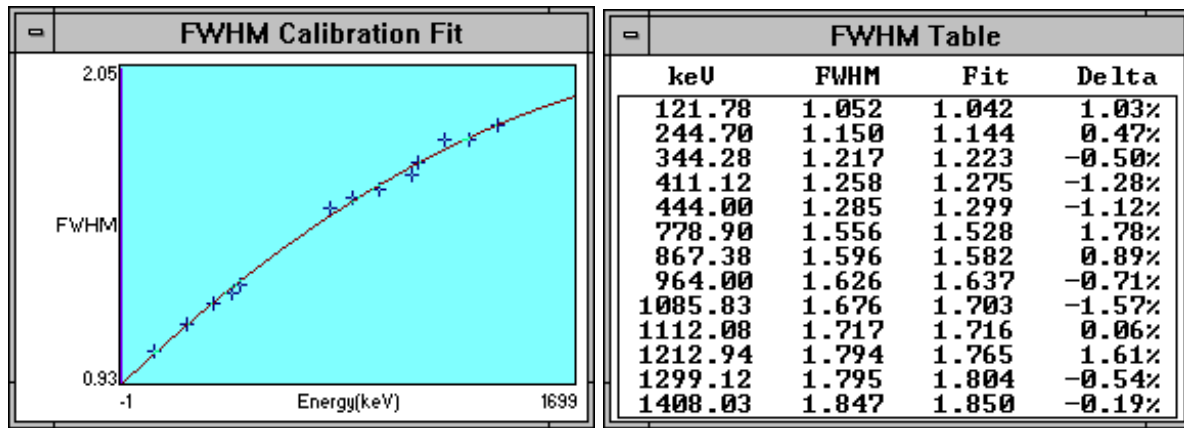 FWHM Calibration Fit
2.05
FWHM
0.93
-1 Energy(keV) 1699
FWHM Table
keV FWHM Fit Delta
121.78 1.052 1.042 1.03%
244.70 1.150 1.144 0.47%
344.28 1.217 1.223 -0.50%
411.12 1.258 1.275 -1.28%
444.00 1.285 1.299 -1.12%
778.90 1.556 1.528 1.78%
867.38 1.596 1.582 0.89%
964.00 1.626 1.637 -0.71%
1085.83 1.676 1.703 -1.57%
1112.08 1.717 1.716 0.06%
1212.94 1.794 1.765 1.61%
1299.12 1.795 1.804 -0.54%
1408.03 1.847 1.850 -0.19%